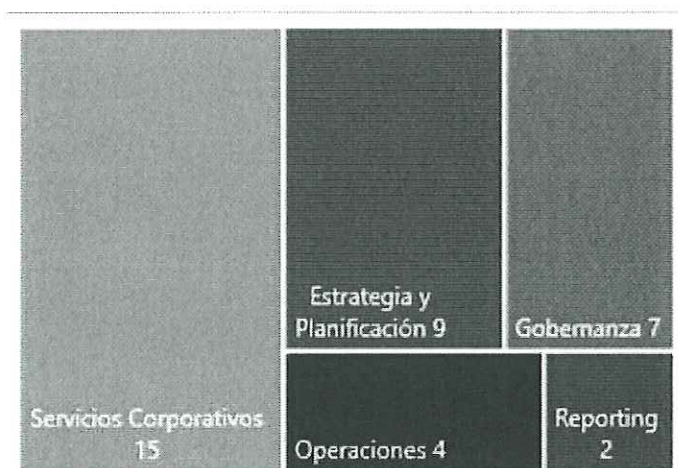 Servicios Corporativos
15
Estrategia y
Planificación 9
Gobernanza 7
Operaciones 4
Reporting
2